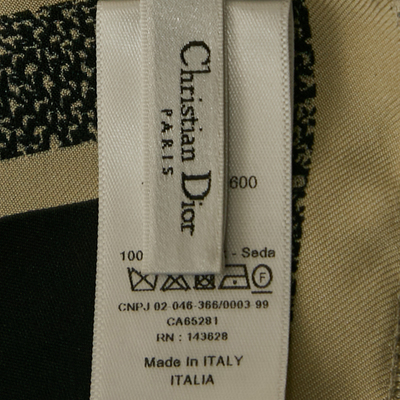 Christian Dior
PARIS
600
100 - Seda
F
CNPJ 02-046-366/0003 99
CA65281
RN : 143628
Made in ITALY
ITALIA